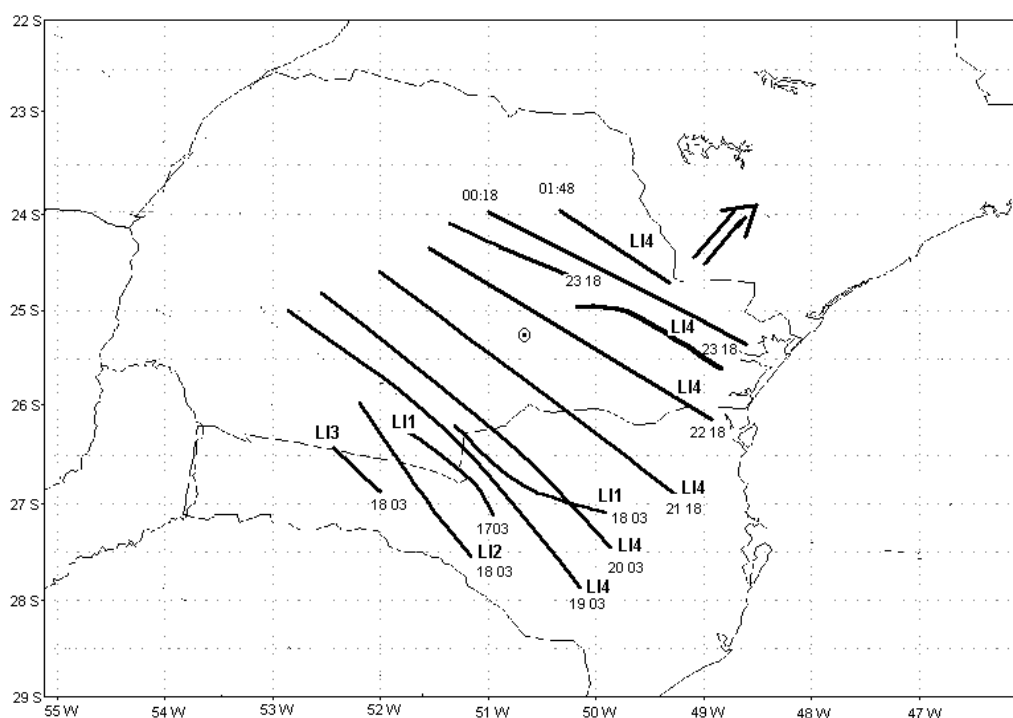 22 S
23 S
24 S
25 S
26 S
27 S
28 S
29 S
00:18
01:48
LI4
23 18
LI4
23 18
LI4
22 18
LI3
LI1
18 03
1703
LI2
18 03
LI1
18 03
LI4
21 18
LI4
20 03
LI4
19 03
55 W
54 W
53 W
52 W
51 W
50 W
49 W
48 W
47 W